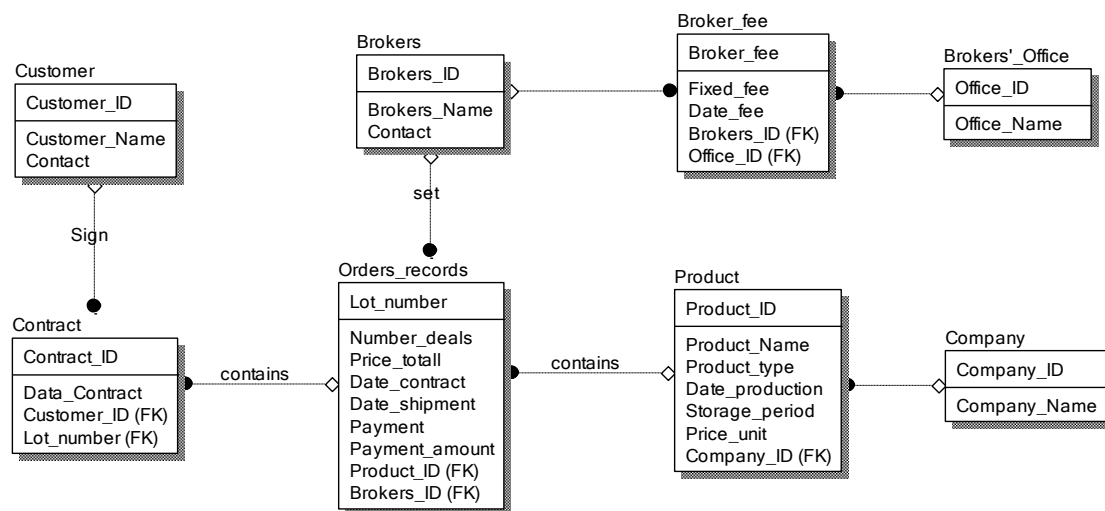 Customer
Customer_ID
Customer_Name
Contact
Sign
Brokers
Brokers_ID
Brokers_Name
Contact
set
Broker_fee
Broker_fee
Fixed_fee
Date_fee
Brokers_ID (FK)
Office_ID (FK)
Brokers'_Office
Office_ID
Office_Name
Contract
Contract_ID
Data_Contract
Customer_ID (FK)
Lot_number (FK)
contains
Orders_records
Lot_number
Number_deals
Price_totall
Date_contract
Date_shipment
Payment
Payment_amount
Product_ID (FK)
Brokers_ID (FK)
contains
Product
Product_ID
Product_Name
Product_type
Date_production
Storage_period
Price_unit
Company_ID (FK)
Company
Company_ID
Company_Name